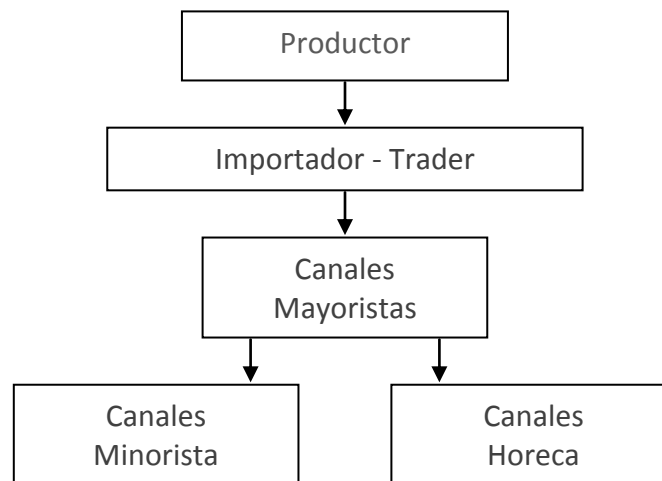 Productor
Importador - Trader
Canales
Mayoristas
Canales
Minorista
Canales
Horeca